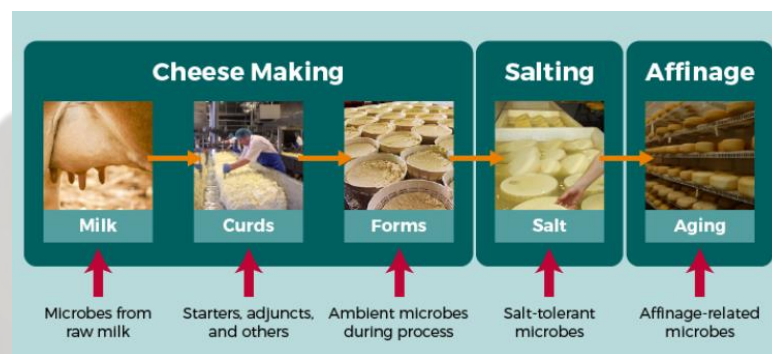 Cheese Making
Salting
Affinage
Milk
Curds
Forms
Salt
Aging
Microbes from
raw milk
Starters, adjuncts,
and others
Ambient microbes
during process
Salt-tolerant
microbes
Affinage-related
microbes